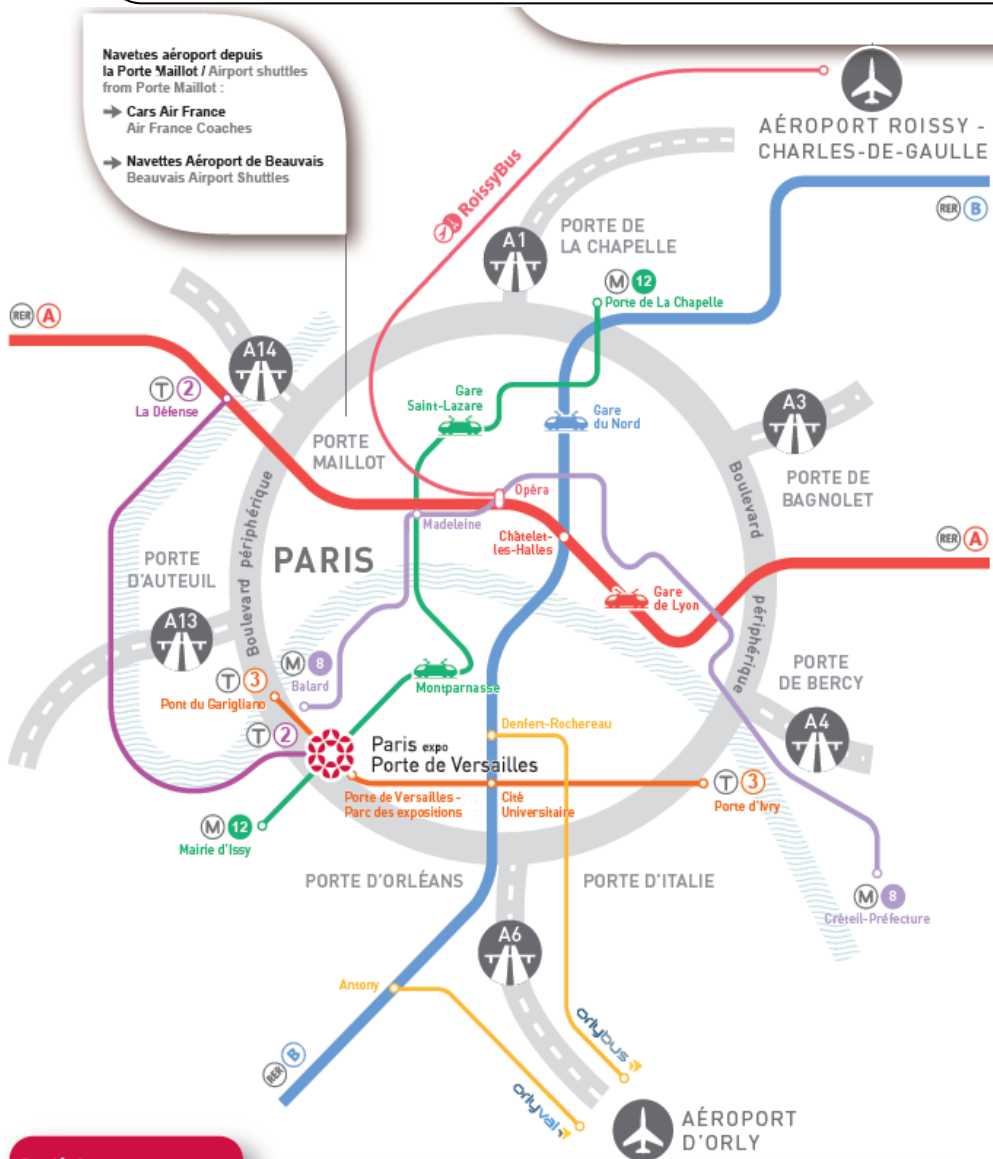 Navettes aéroport depuis
la Porte Maillot / Airport shuttles
from Porte Maillot :
Cars Air France
Air France Coaches
Navettes Aéroport de Beauvais
Beauvais Airport Shuttles
AÉROPORT ROISSY -
CHARLES-DE-GAULLE
RoissyBus
RER B
A1
PORTE DE
LA CHAPELLE
M 12
Porte de La Chapelle
RER A
A14
T 2
La Défense
Gare
Saint-Lazare
Gare
du Nord
A3
PORTE
MAILLOT
PORTE DE
BAGNOLET
Boulevard périphérique
Boulevard
périphérique
Opéra
Madeleine
Châtelet-
les-Halles
RER A
PARIS
PORTE
D'AUTEUIL
Gare
de Lyon
A13
M 8
Balard
T 3
Pont du Garigliano
Montparnasse
PORTE
DE BERCY
A4
T 2
Denfert-Rochereau
Paris expo
Porte de Versailles
Porte de Versailles -
Parc des expositions
Cité
Universitaire
T 3
Porte d'Ivry
M 12
Mairie d'Issy
PORTE D'ORLÉANS
PORTE D'ITALIE
M 8
Créteil-Préfecture
A6
Antony
orlybus
RER B
orlyval
AÉROPORT
D'ORLY